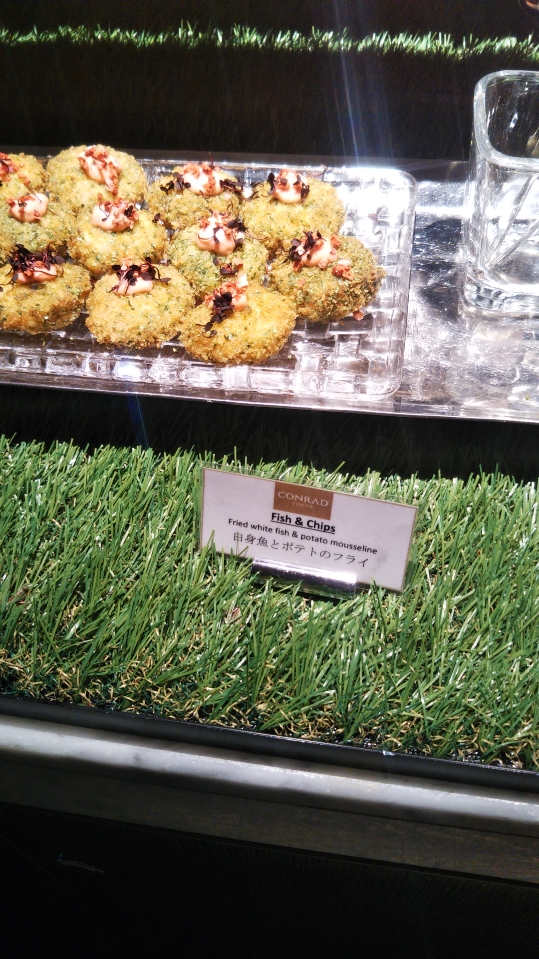 CONRAD
TOKYO
Fish & Chips
Fried white fish & potato mousseline
白身魚とポテトのフライ